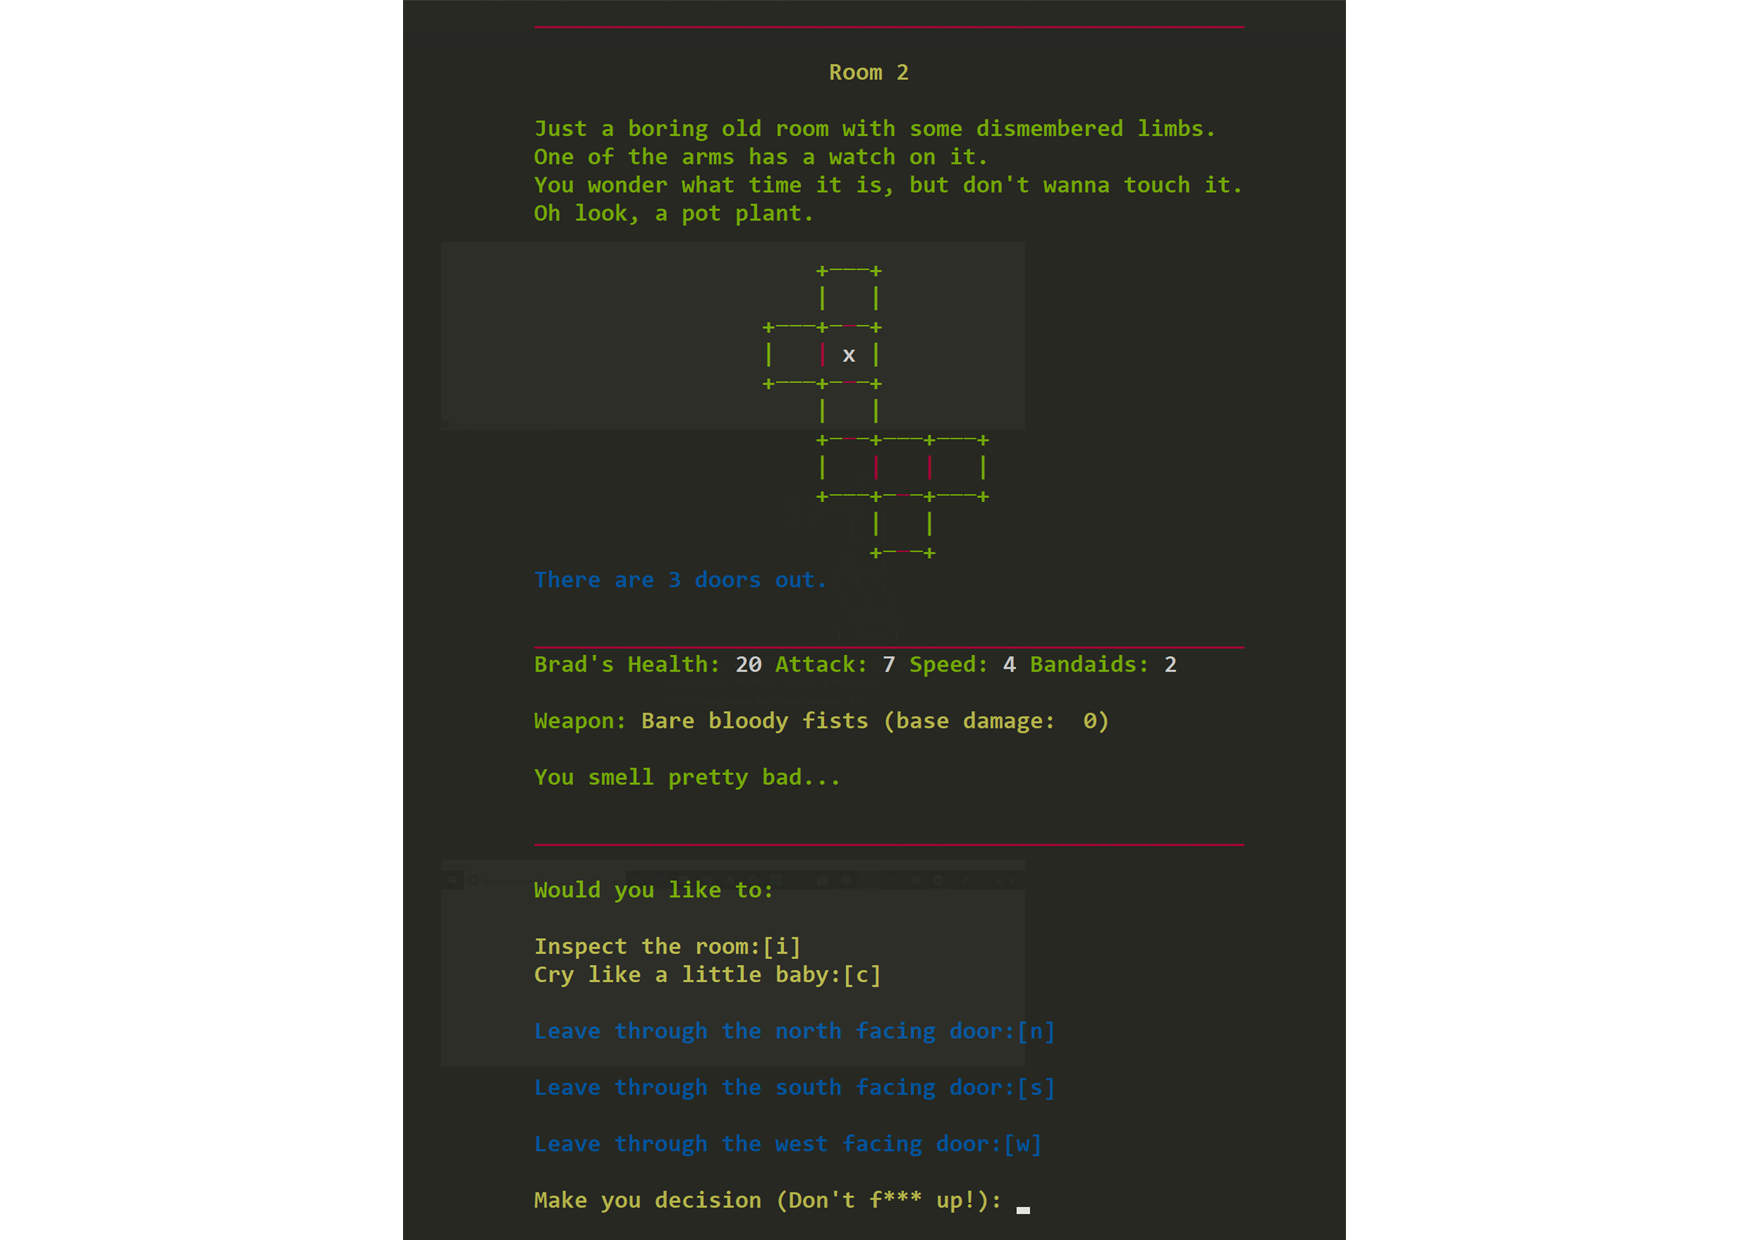 Room 2
Just a boring old room with some dismembered limbs.
One of the arms has a watch on it.
You wonder what time it is, but don't wanna touch it.
Oh look, a pot plant.
x
There are 3 doors out.
Brad's Health: 20 Attack: 7 Speed: 4 Bandaids: 2
Weapon: Bare bloody fists (base damage:  0)
You smell pretty bad...
Would you like to:
Inspect the room:[i]
Cry like a little baby:[c]
Leave through the north facing door:[n]
Leave through the south facing door:[s]
Leave through the west facing door:[w]
Make you decision (Don't f*** up!):